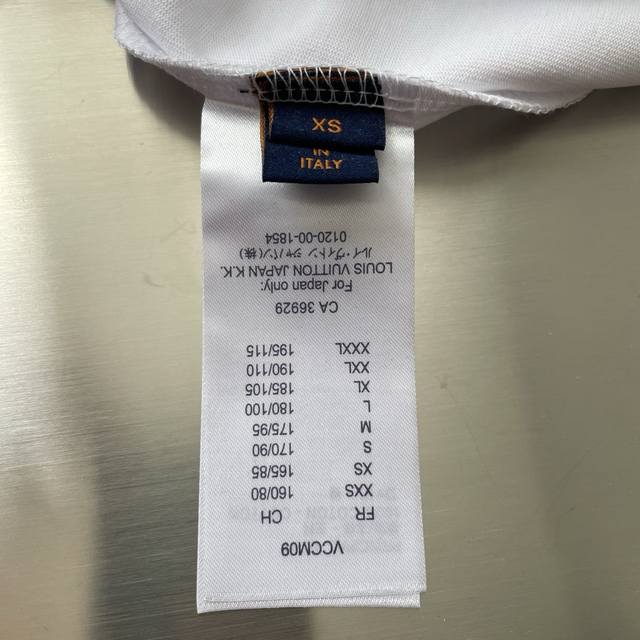 XS
IN
ITALY
VCCM09
FR CH
XXS 160/80
XS 165/85
S 170/90
M 175/95
L 180/100
XL 185/105
XXL 190/110
XXXL 195/115
CA 36929
For Japan only:
LOUIS VUITTON JAPAN K.K.
ルイ・ヴィトン ジャパン(株)
0120-00-1854